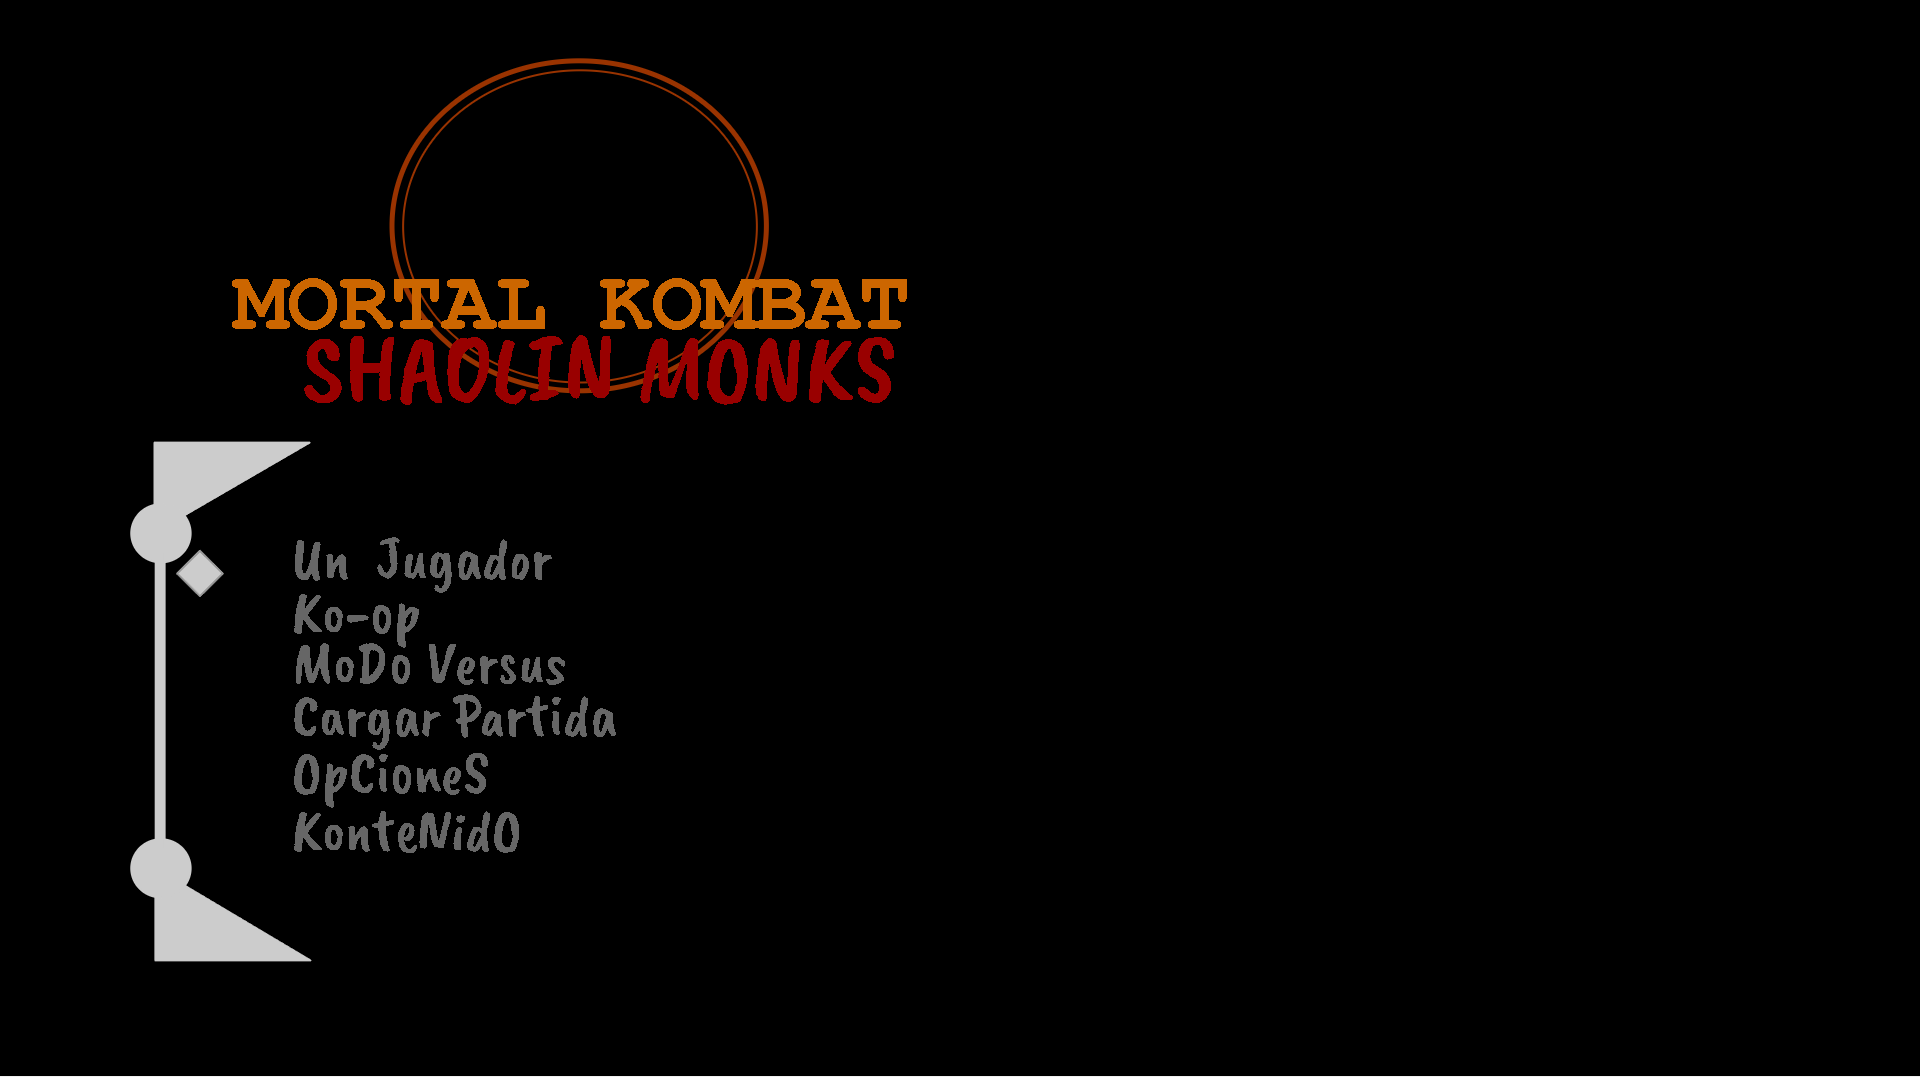 MORTAL KOMBAT
SHAOLIN MONKS
Un Jugador
Ko-op
MoDo Versus
Cargar Partida
OpCioneS
KonteNidO